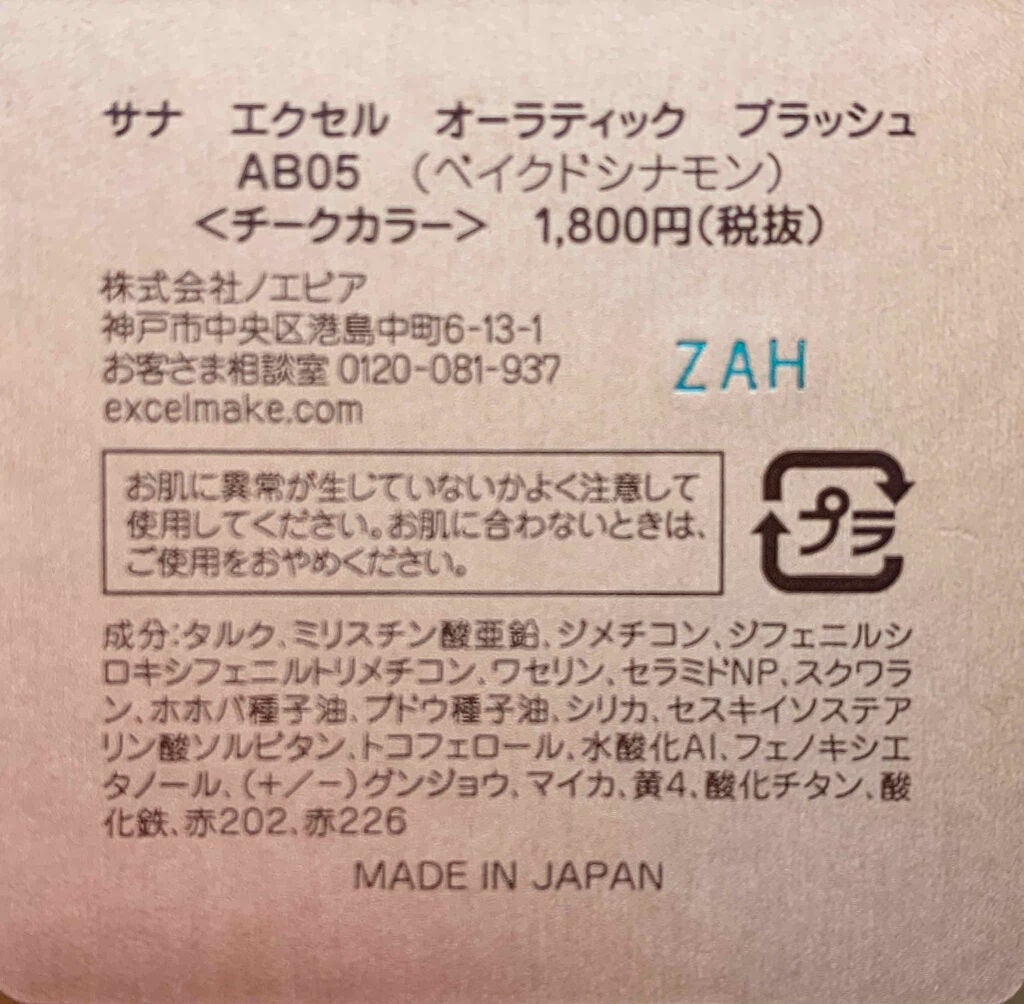 サナ エクセル オーラティック ブラッシュ
AB05 （ベイクドシナモン）
＜チークカラー＞ 1,800円（税抜）
株式会社ノエビア
神戸市中央区港島中町6-13-1
お客さま相談室 0120-081-937
excelmake.com
ZAH
お肌に異常が生じていないかよく注意して
使用してください。お肌に合わないときは、
ご使用をおやめください。
プラ
成分：タルク、ミリスチン酸亜鉛、ジメチコン、ジフェニルシ
ロキシフェニルトリメチコン、ワセリン、セラミドNP、スクワラ
ン、ホホバ種子油、ブドウ種子油、シリカ、セスキイソステア
リン酸ソルビタン、トコフェロール、水酸化Al、フェノキシエ
タノール、（＋／－）グンジョウ、マイカ、黄4、酸化チタン、酸
化鉄、赤202、赤226
MADE IN JAPAN